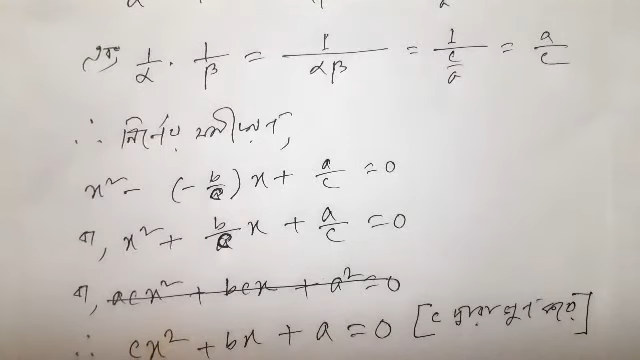 এবং, 1/α · 1/β = 1/αβ = 1/(c/a) = a/c
∴ নির্ণেয় সমীকরণ,
x² - (-b/c)x + a/c = 0
বা, x² + b/c x + a/c = 0
বা, acx² + bcx + a² = 0
∴ cx² + bx + a = 0 [c দ্বারা গুণ করে]